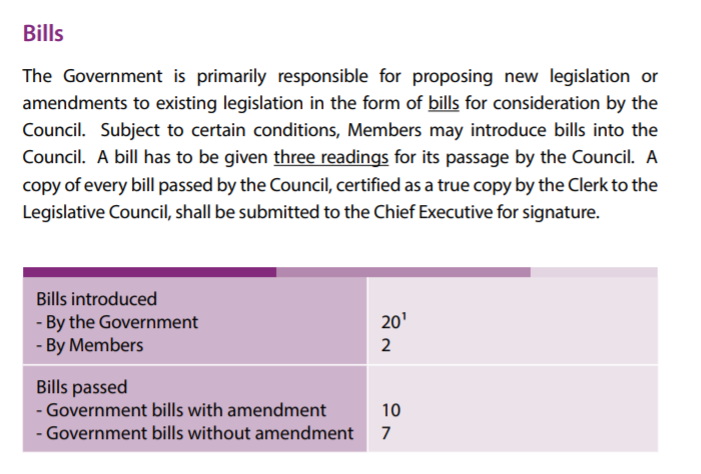 Bills
The Government is primarily responsible for proposing new legislation or
amendments to existing legislation in the form of bills for consideration by the
Council. Subject to certain conditions, Members may introduce bills into the
Council. A bill has to be given three readings for its passage by the Council. A
copy of every bill passed by the Council, certified as a true copy by the Clerk to the
Legislative Council, shall be submitted to the Chief Executive for signature.
Bills introduced
- By the Government 20¹
- By Members 2
Bills passed
- Government bills with amendment 10
- Government bills without amendment 7